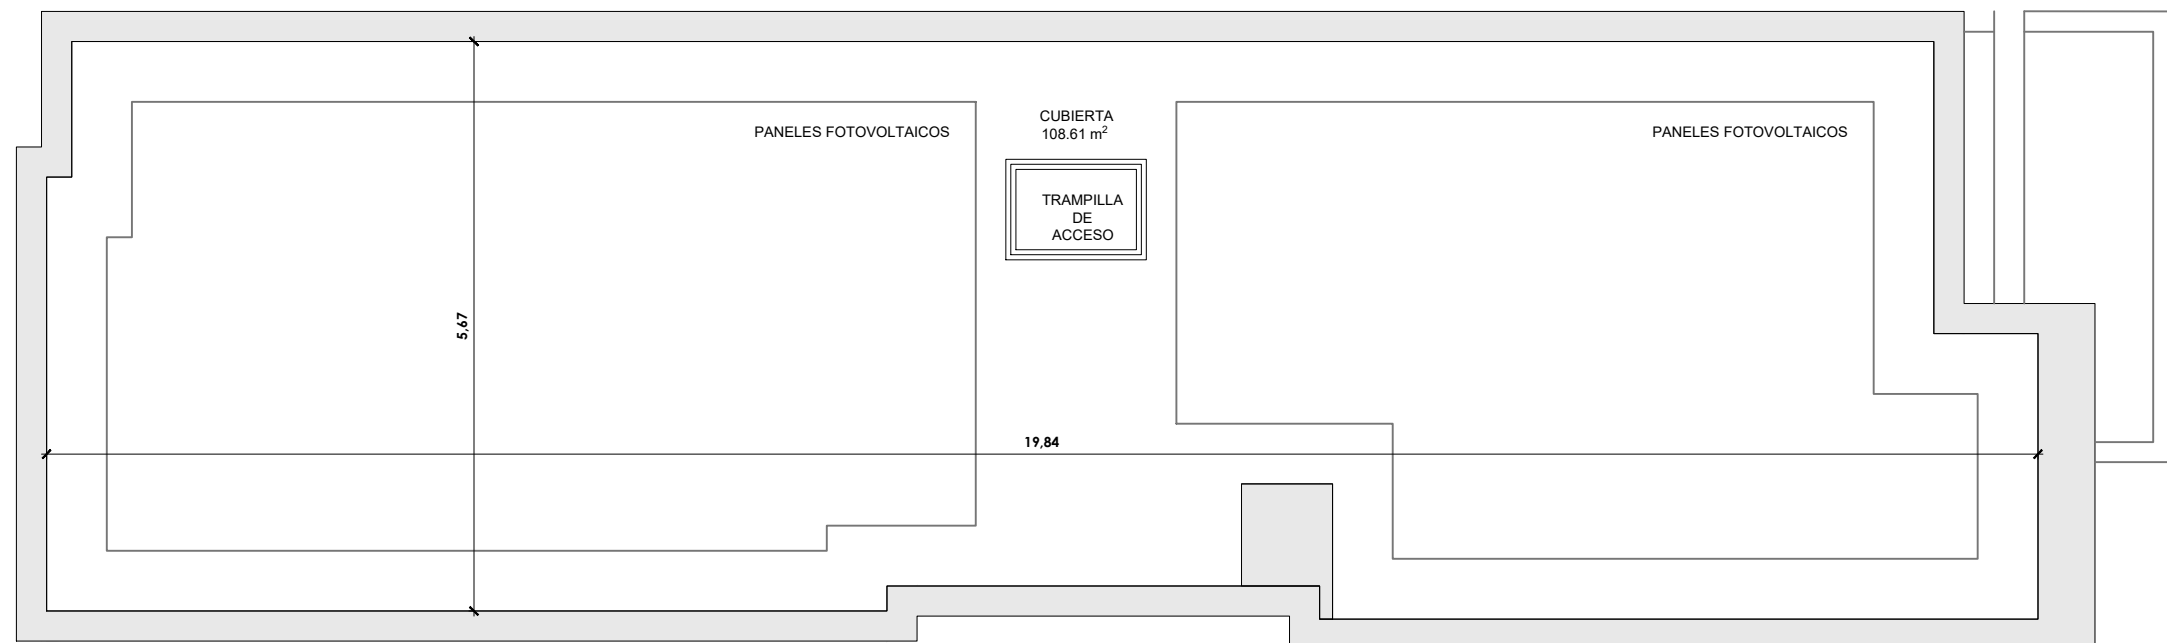 CUBIERTA
108.61 m²
PANELES FOTOVOLTAICOS
PANELES FOTOVOLTAICOS
TRAMPILLA
DE
ACCESO
5,67
19,84